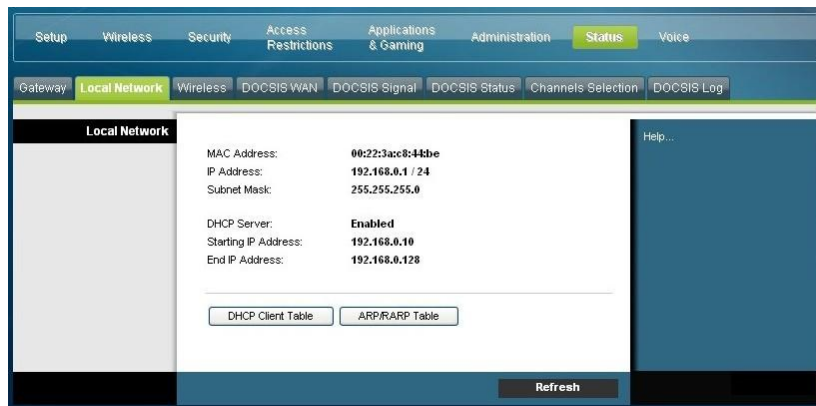 Setup Wireless Security Access Restrictions Applications & Gaming Administration Status Voice
Gateway Local Network Wireless DOCSIS WAN DOCSIS Signal DOCSIS Status Channels Selection DOCSIS Log
Local Network
Help...
MAC Address: 00:22:3a:c8:44:be
IP Address: 192.168.0.1 / 24
Subnet Mask: 255.255.255.0
DHCP Server: Enabled
Starting IP Address: 192.168.0.10
End IP Address: 192.168.0.128
DHCP Client Table ARP/RARP Table
Refresh